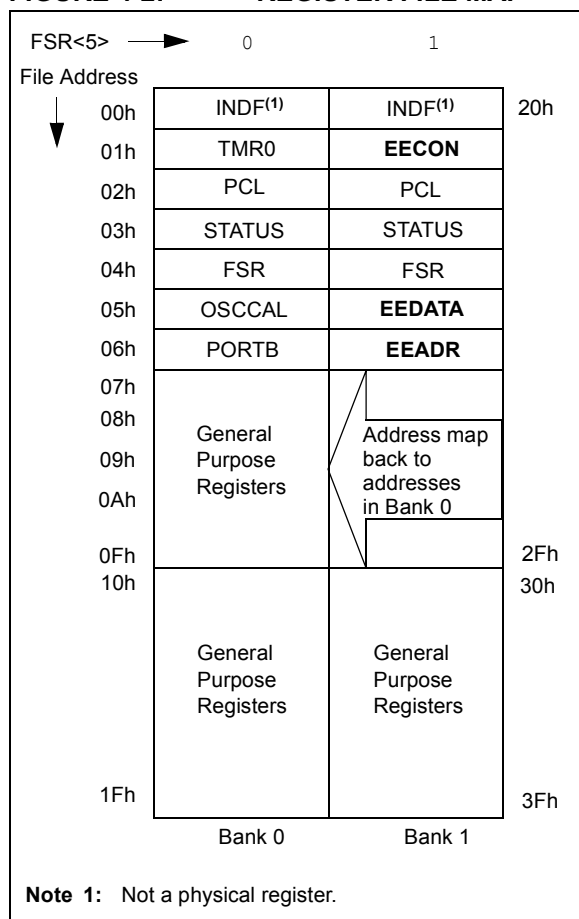 FSR<5> 0 1
File Address
00h INDF(1) INDF(1) 20h
01h TMR0 EECON
02h PCL PCL
03h STATUS STATUS
04h FSR FSR
05h OSCCAL EEDATA
06h PORTB EEADR
07h
08h
09h
0Ah
0Fh
General
Purpose
Registers
Address map
back to
addresses
in Bank 0
2Fh
10h 30h
General
Purpose
Registers
General
Purpose
Registers
1Fh 3Fh
Bank 0 Bank 1
Note 1: Not a physical register.